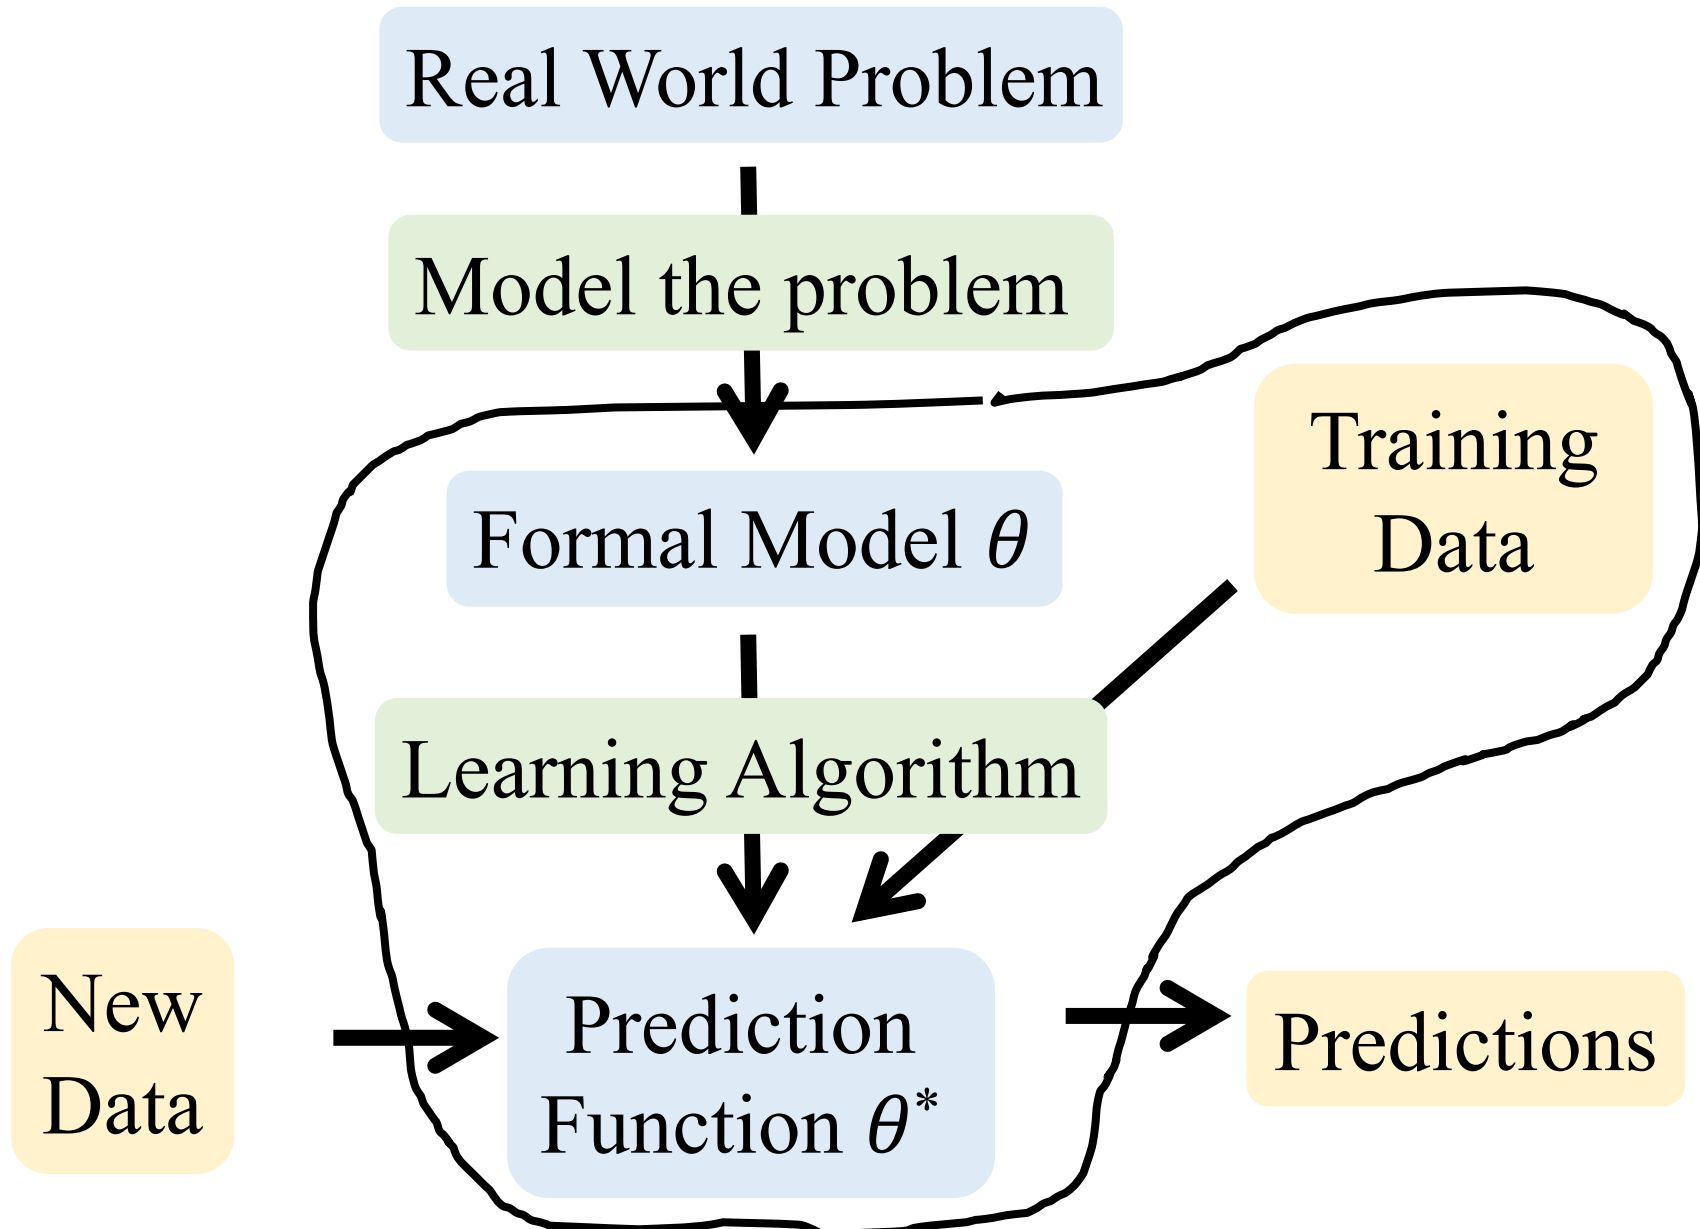 Real World Problem
Model the problem
Training
Data
Formal Model θ
Learning Algorithm
New
Data
Prediction
Function θ*
Predictions